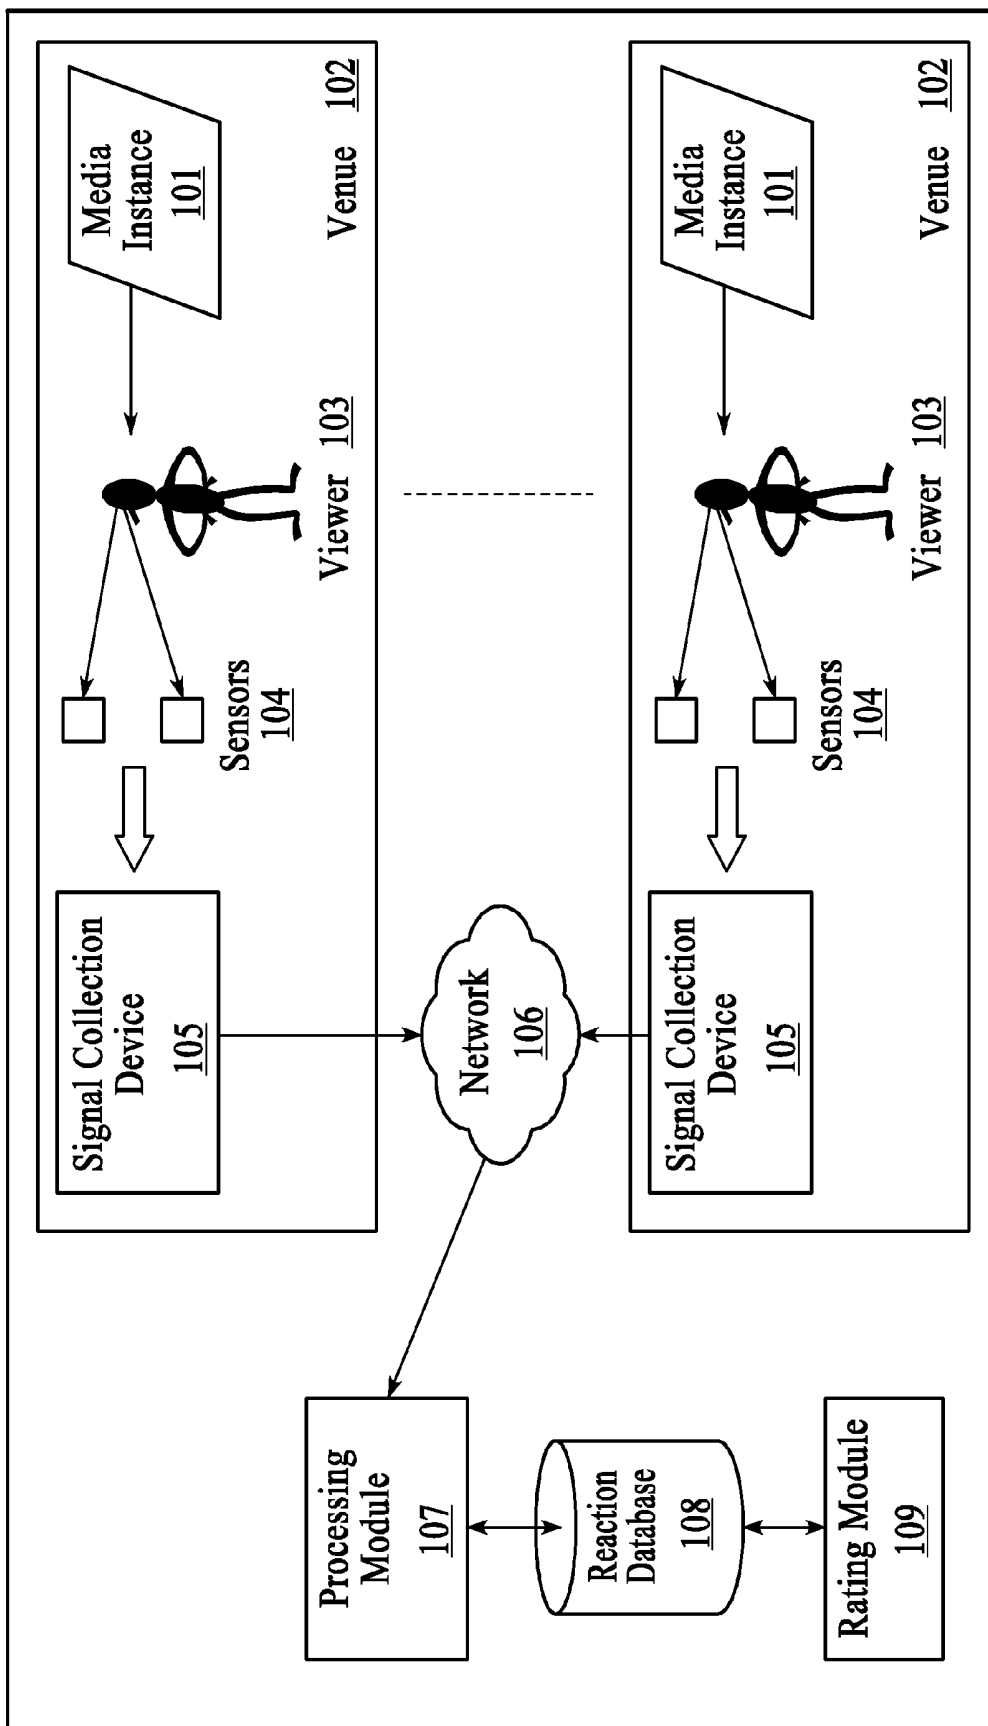 Signal Collection
Device
105
Sensors
104
Media
Instance
101
Viewer 103
Venue 102
Processing
Module
107
Network
106
Reaction
Database
108
Signal Collection
Device
105
Sensors
104
Media
Instance
101
Viewer 103
Venue 102
Rating Module
109